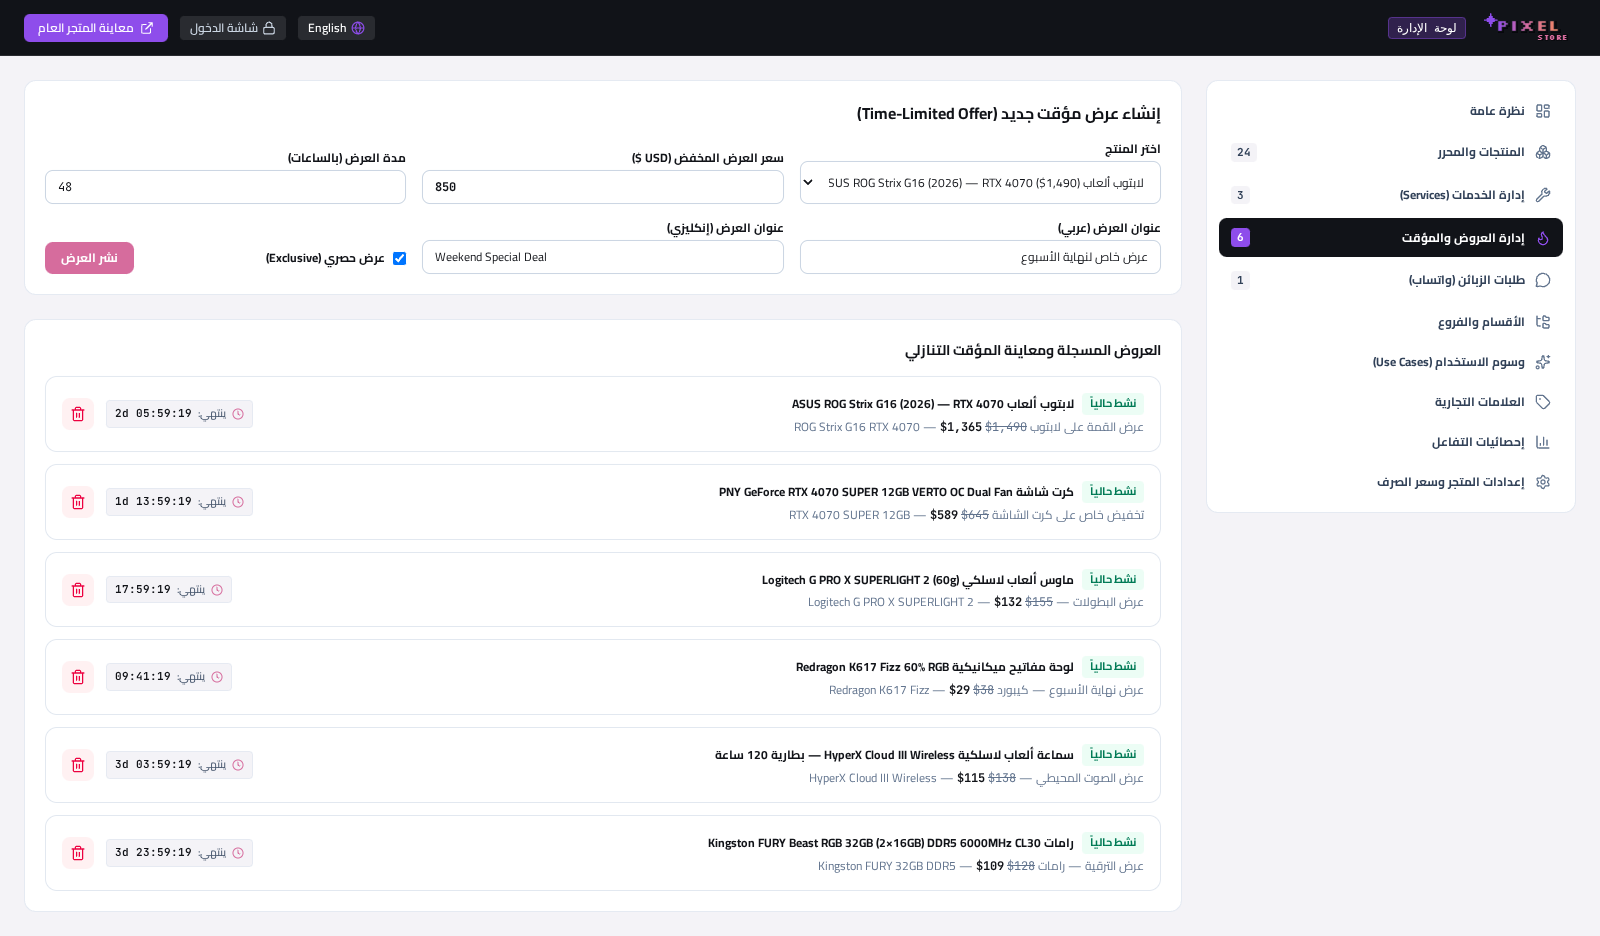 PIXEL
STORE
لوحة الإدارة
English
شاشة الدخول
معاينة المتجر العام
نظرة عامة
المنتجات والمحرر 24
إدارة الخدمات (Services) 3
إدارة العروض والمؤقت 6
طلبات الزبائن (واتساب) 1
الأقسام والفروع
وسوم الاستخدام (Use Cases)
العلامات التجارية
إحصائيات التفاعل
إعدادات المتجر وسعر الصرف
إنشاء عرض مؤقت جديد (Time-Limited Offer)
اختر المنتج
لابتوب ألعاب SUS ROG Strix G16 (2026) — RTX 4070 ($1,490)
سعر العرض المخفض (USD $)
850
مدة العرض (بالساعات)
48
عنوان العرض (عربي)
عرض خاص لنهاية الأسبوع
عنوان العرض (إنكليزي)
Weekend Special Deal
عرض حصري (Exclusive)
نشر العرض
العروض المسجلة ومعاينة المؤقت التنازلي
نشط حالياً لابتوب ألعاب ASUS ROG Strix G16 (2026) — RTX 4070
عرض القمة على لابتوب ROG Strix G16 RTX 4070 — $1,365 $1,490
ينتهي: 2d 05:59:19
نشط حالياً كرت شاشة PNY GeForce RTX 4070 SUPER 12GB VERTO OC Dual Fan
تخفيض خاص على كرت الشاشة RTX 4070 SUPER 12GB — $589 $645
ينتهي: 1d 13:59:19
نشط حالياً ماوس ألعاب لاسلكي Logitech G PRO X SUPERLIGHT 2 (60g)
عرض البطولات — Logitech G PRO X SUPERLIGHT 2 — $132 $155
ينتهي: 17:59:19
نشط حالياً لوحة مفاتيح ميكانيكية Redragon K617 Fizz 60% RGB
عرض نهاية الأسبوع — كيبورد Redragon K617 Fizz — $29 $38
ينتهي: 09:41:19
نشط حالياً سماعة ألعاب لاسلكية HyperX Cloud III Wireless — بطارية 120 ساعة
عرض الصوت المحيطي — HyperX Cloud III Wireless — $115 $138
ينتهي: 3d 03:59:19
نشط حالياً رامات Kingston FURY Beast RGB 32GB (2×16GB) DDR5 6000MHz CL30
عرض الترقية — رامات Kingston FURY 32GB DDR5 — $109 $128
ينتهي: 3d 23:59:19